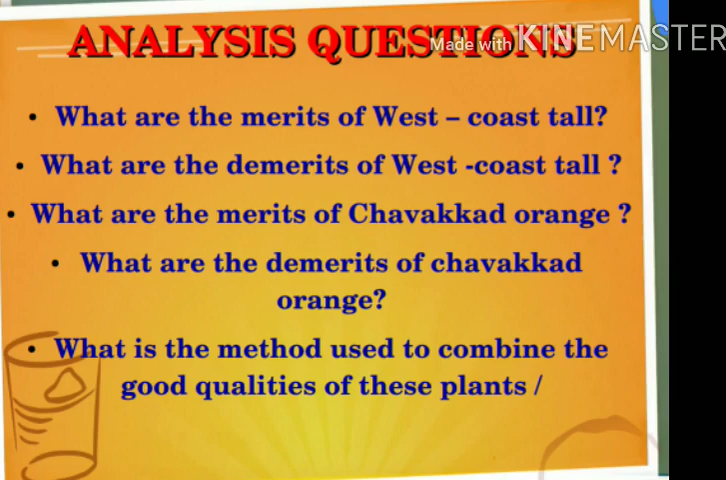 ANALYSIS QUESTIONS
Made with KINEMASTER
• What are the merits of West – coast tall?
• What are the demerits of West -coast tall ?
• What are the merits of Chavakkad orange ?
• What are the demerits of chavakkad
orange?
• What is the method used to combine the
good qualities of these plants /